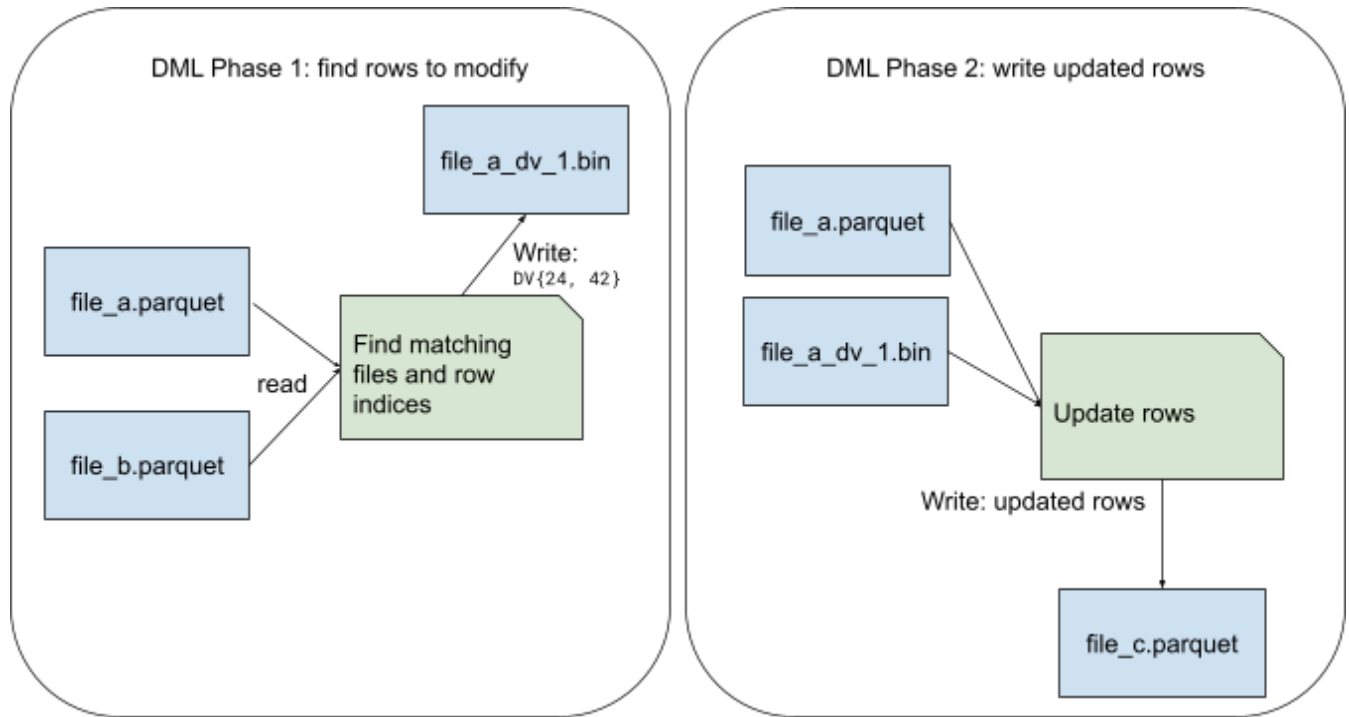 DML Phase 1: find rows to modify
file_a_dv_1.bin
Write:
DV{24, 42}
file_a.parquet
Find matching
files and row
indices
read
file_b.parquet
DML Phase 2: write updated rows
file_a.parquet
file_a_dv_1.bin
Update rows
Write: updated rows
file_c.parquet